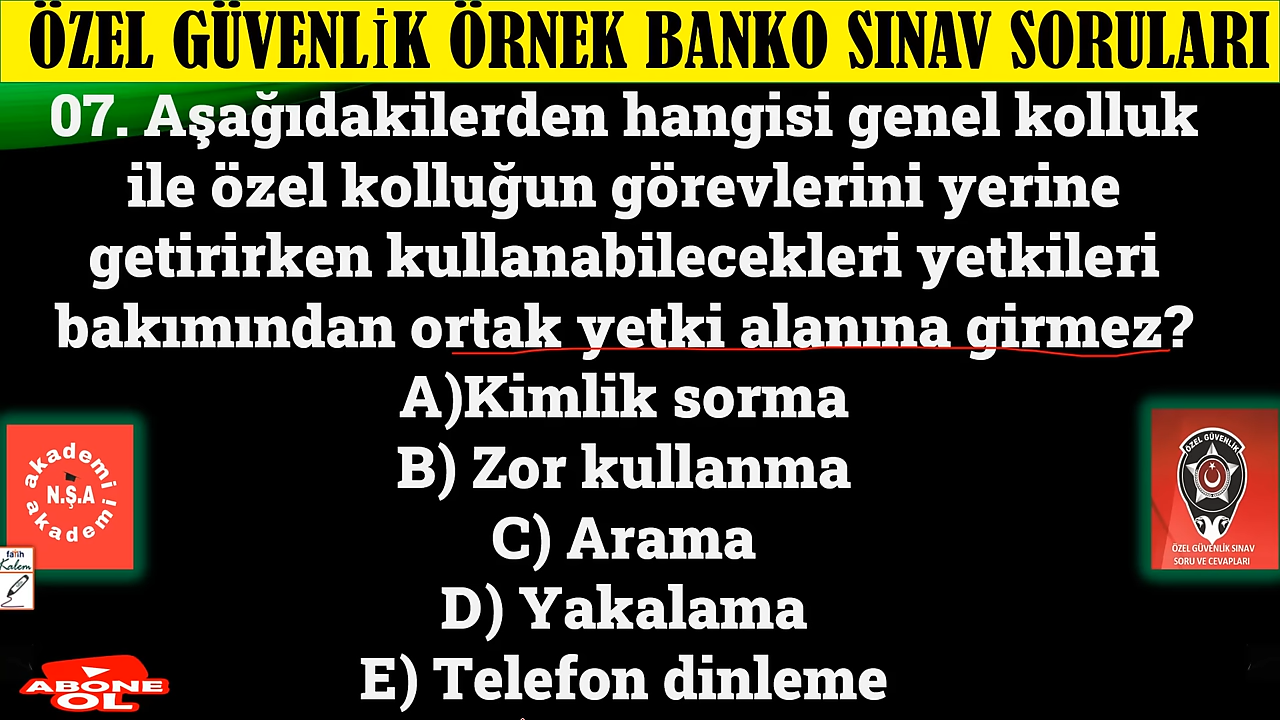 ÖZEL GÜVENLİK ÖRNEK BANKO SINAV SORULARI
07. Aşağıdakilerden hangisi genel kolluk
ile özel kolluğun görevlerini yerine
getirirken kullanabilecekleri yetkileri
bakımından ortak yetki alanına girmez?
A)Kimlik sorma
B) Zor kullanma
C) Arama
D) Yakalama
E) Telefon dinleme
akademi
N.Ş.A
akademi
fatih
Kalem
ABONE
OL
ÖZEL GÜVENLİK
ÖZEL GÜVENLİK SINAV
SORU VE CEVAPLARI